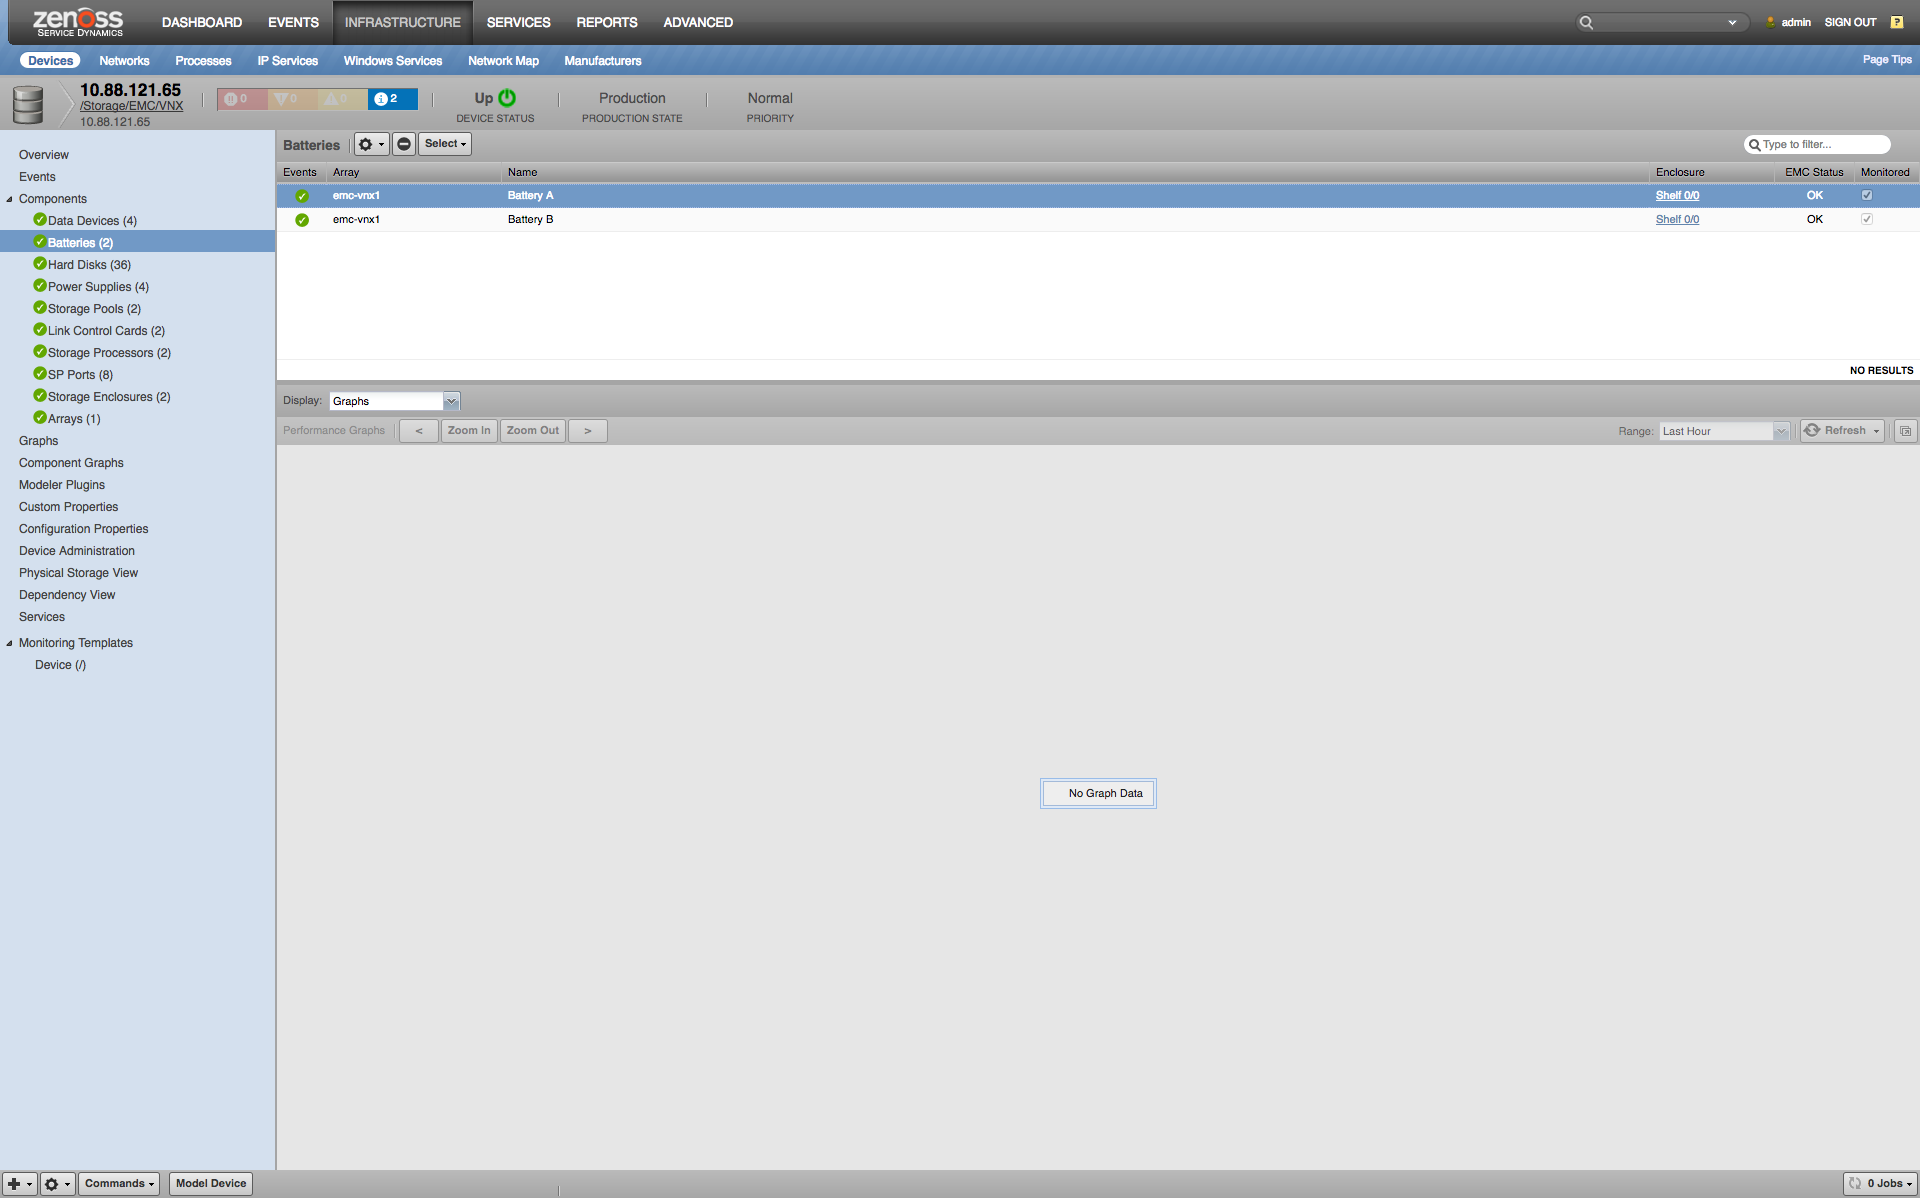 zenoss
SERVICE DYNAMICS
DASHBOARD EVENTS INFRASTRUCTURE SERVICES REPORTS ADVANCED
admin SIGN OUT ?
Devices Networks Processes IP Services Windows Services Network Map Manufacturers
Page Tips
10.88.121.65
/Storage/EMC/VNX
10.88.121.65
0 0 0 2
Up
DEVICE STATUS
Production
PRODUCTION STATE
Normal
PRIORITY
Overview
Events
Components
Data Devices (4)
Batteries (2)
Hard Disks (36)
Power Supplies (4)
Storage Pools (2)
Link Control Cards (2)
Storage Processors (2)
SP Ports (8)
Storage Enclosures (2)
Arrays (1)
Graphs
Component Graphs
Modeler Plugins
Custom Properties
Configuration Properties
Device Administration
Physical Storage View
Dependency View
Services
Monitoring Templates
Device (/)
Batteries Select Type to filter...
Events Array Name Enclosure EMC Status Monitored
emc-vnx1 Battery A Shelf 0/0 OK
emc-vnx1 Battery B Shelf 0/0 OK
NO RESULTS
Display: Graphs
Performance Graphs < Zoom In Zoom Out > Range: Last Hour Refresh
No Graph Data
Commands Model Device 0 Jobs